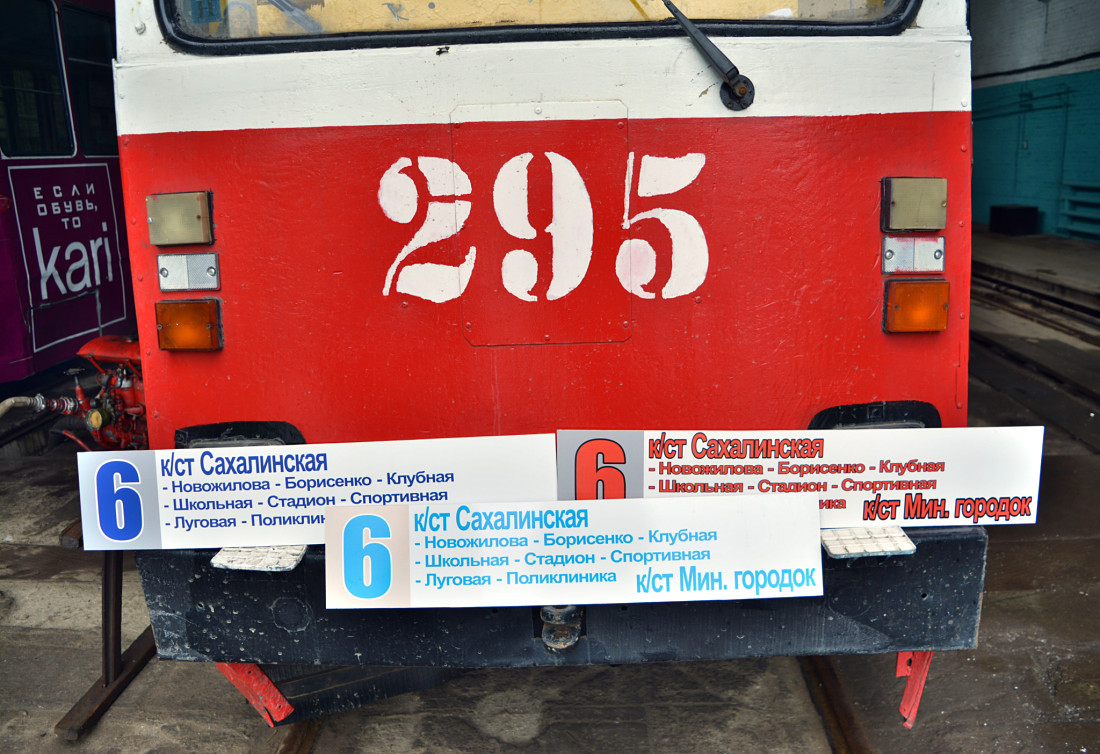 ЕСЛИ
ОБУВЬ,
ТО
kari
295
6
к/ст Сахалинская
- Новожилова - Борисенко - Клубная
- Школьная - Стадион - Спортивная
- Луговая - Поликлин
6
к/ст Сахалинская
- Новожилова - Борисенко - Клубная
- Школьная - Стадион - Спортивная
ика к/ст Мин. городок
6
к/ст Сахалинская
- Новожилова - Борисенко - Клубная
- Школьная - Стадион - Спортивная
- Луговая - Поликлиника к/ст Мин. городок